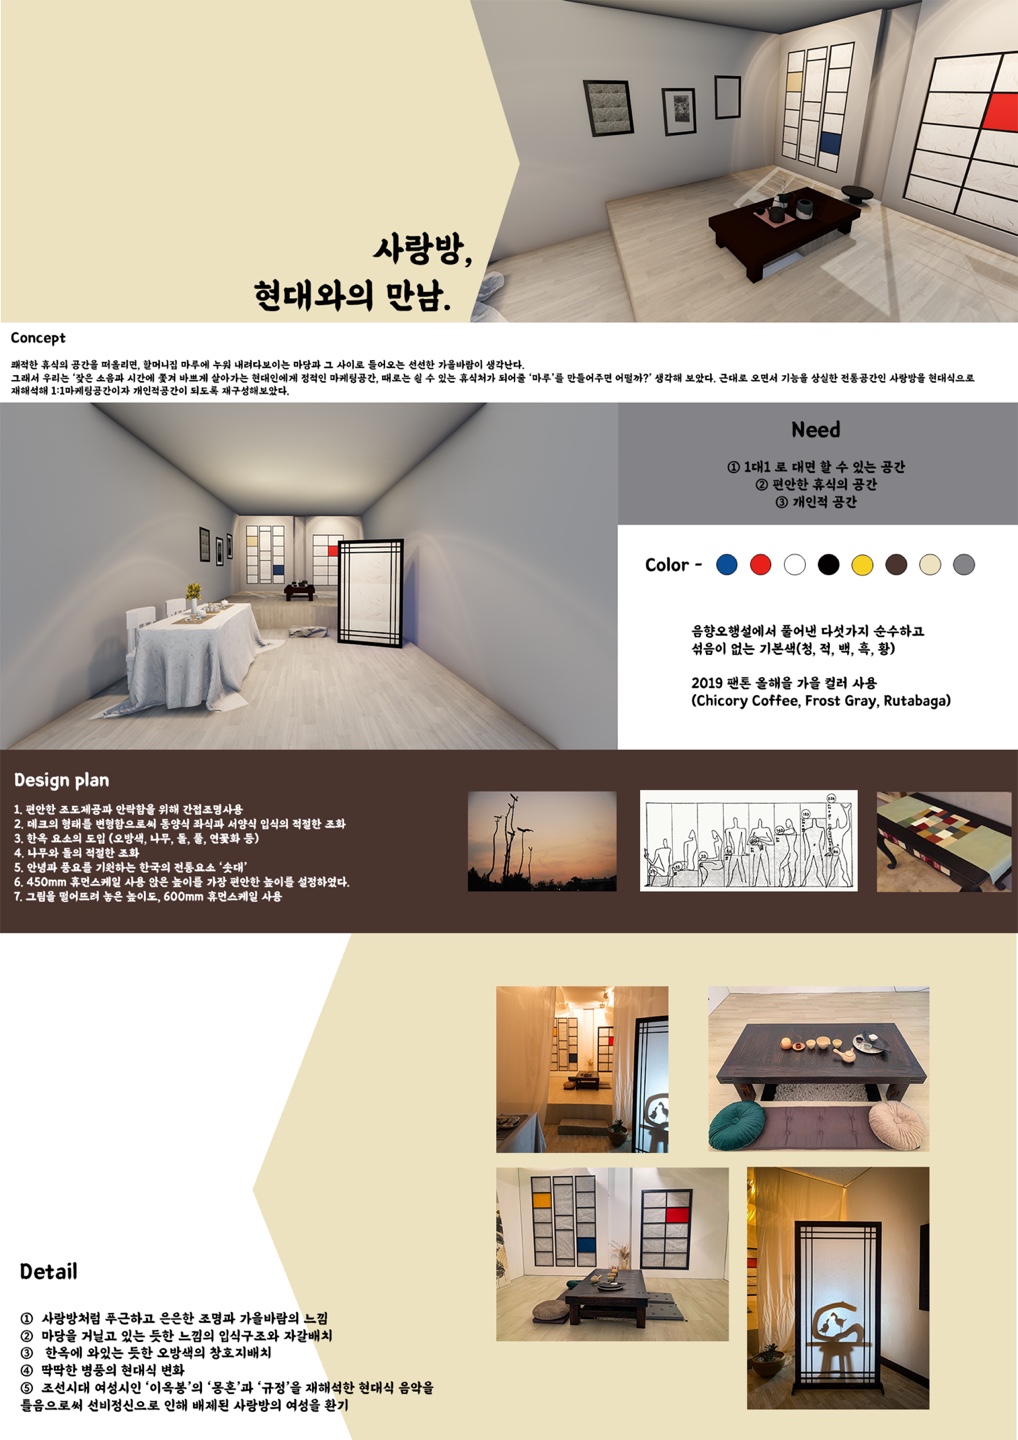 사랑방,
현대와의 만남.
Concept
쾌적한 휴식의 공간을 떠올리면, 할머니집 마루에 누워 내려다보이는 마당과 그 사이로 들어오는 선선한 가을바람이 생각난다.
그래서 우리는 '잦은 소음과 시간에 쫓겨 바쁘게 살아가는 현대인에게 정적인 마케팅공간, 때로는 쉴 수 있는 휴식처가 되어줄 '마루'를 만들어주면 어떨까?' 생각해 보았다. 근대로 오면서 기능을 상실한 전통공간인 사랑방을 현대식으로
재해석해 1:1마케팅공간이자 개인적공간이 되도록 재구성해보았다.
Need
① 1대1 로 대면 할 수 있는 공간
② 편안한 휴식의 공간
③ 개인적 공간
Color -
음향오행설에서 풀어낸 다섯가지 순수하고
섞음이 없는 기본색(청, 적, 백, 흑, 황)
2019 팬톤 올해을 가을 컬러 사용
(Chicory Coffee, Frost Gray, Rutabaga)
Design plan
1. 편안한 조도제공과 안락함을 위해 간접조명사용
2. 데크의 형태를 변형함으로써 동양식 좌식과 서양식 입식의 적절한 조화
3. 한옥 요소의 도입 (오방색, 나무, 돌, 풀, 연꽃화 등)
4. 나무와 돌의 적절한 조화
5. 안녕과 풍요를 기원하는 한국의 전통요소 '솟대'
6. 450mm 휴먼스케일 사용 앉은 높이를 가장 편안한 높이를 설정하였다.
7. 그림을 떨어뜨려 놓은 높이도, 600mm 휴먼스케일 사용
Detail
① 사랑방처럼 푸근하고 은은한 조명과 가을바람의 느낌
② 마당을 거닐고 있는 듯한 느낌의 입식구조와 자갈배치
③ 한옥에 와있는 듯한 오방색의 창호지배치
④ 딱딱한 병풍의 현대식 변화
⑤ 조선시대 여성시인 '이옥봉'의 '몽혼'과 '규정'을 재해석한 현대식 음악을
틀음으로써 선비정신으로 인해 배제된 사랑방의 여성을 환기